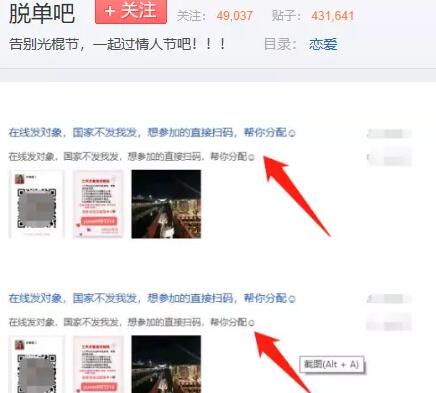 脱单吧
+ 关注
关注： 49,037 贴子： 431,641
告别光棍节，一起过情人节吧！！！
目录： 恋爱
在线发对象，国家不发我发，想参加的直接扫码，帮你分配☺
在线发对象，国家不发我发，想参加的直接扫码，帮你分配☺
在线发对象，国家不发我发，想参加的直接扫码，帮你分配☺
在线发对象，国家不发我发，想参加的直接扫码，帮你分配☺
截图(Alt + A)